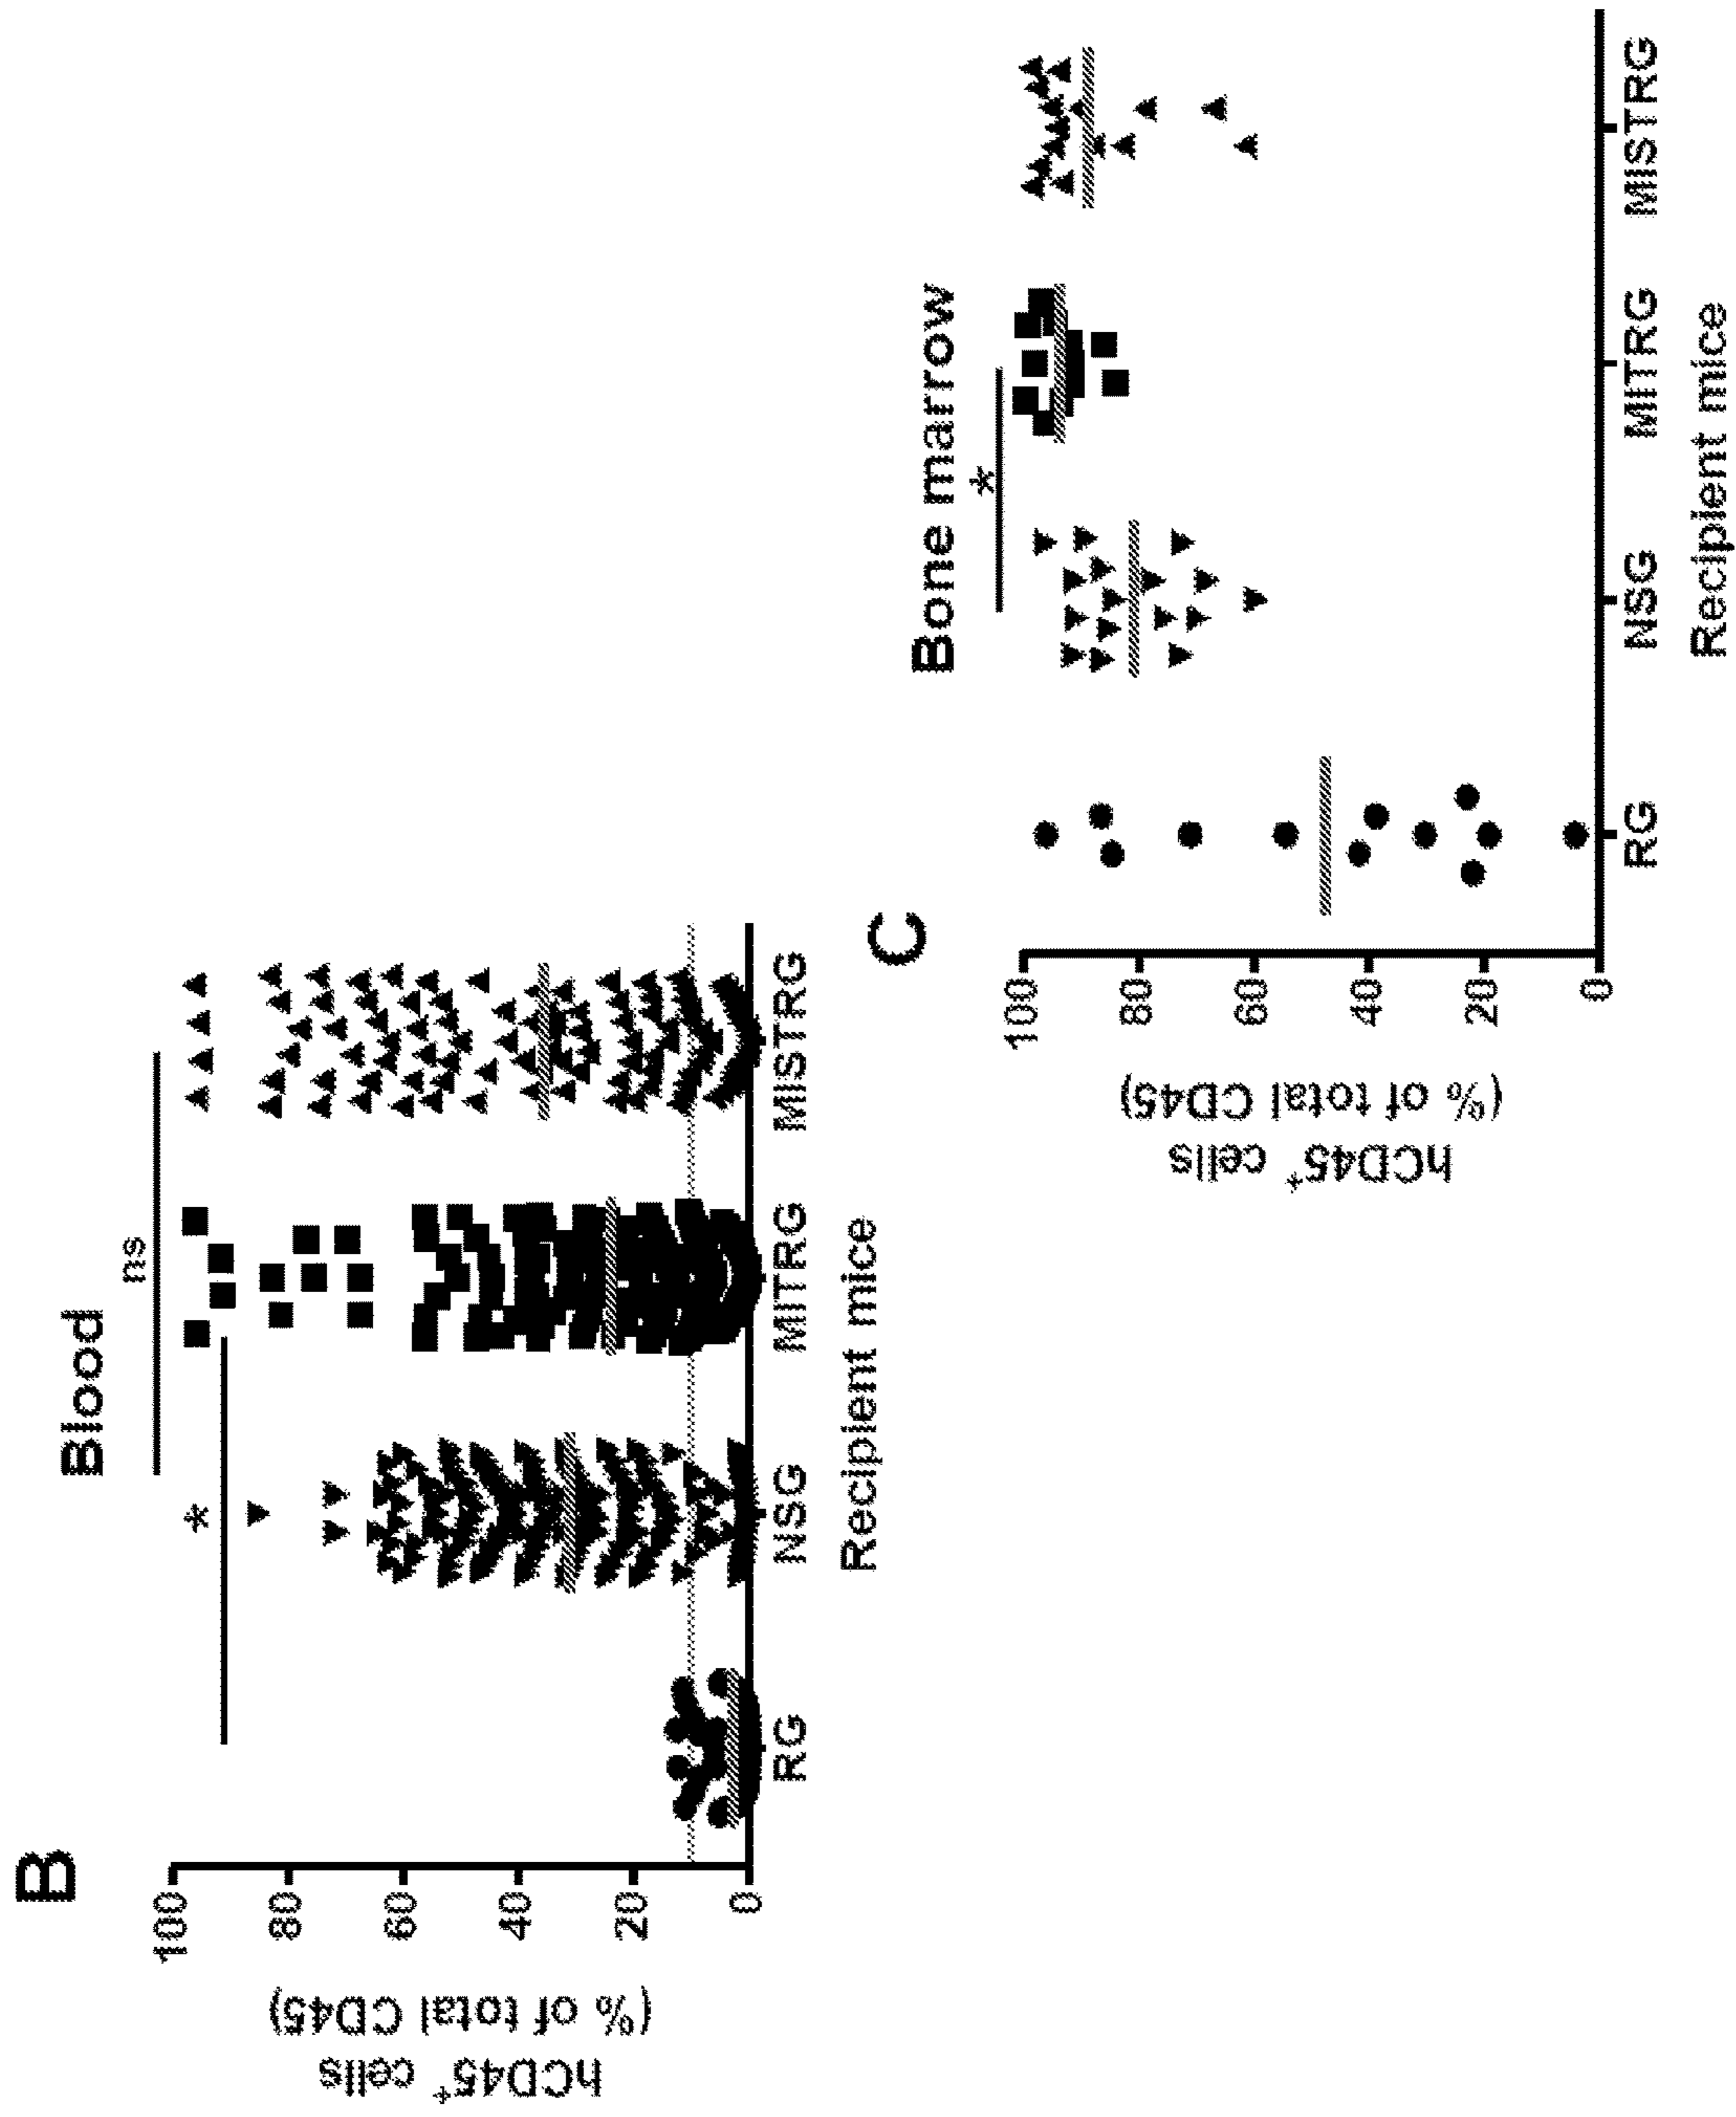 B
Blood
ns
*
100
80
60
40
20
0
hCD45⁺ cells
(% of total CD45)
RG NSG MITRG MISTRG
Recipient mice
C
Bone marrow
*
100
80
60
40
20
0
hCD45⁺ cells
(% of total CD45)
RG NSG MITRG MISTRG
Recipient mice